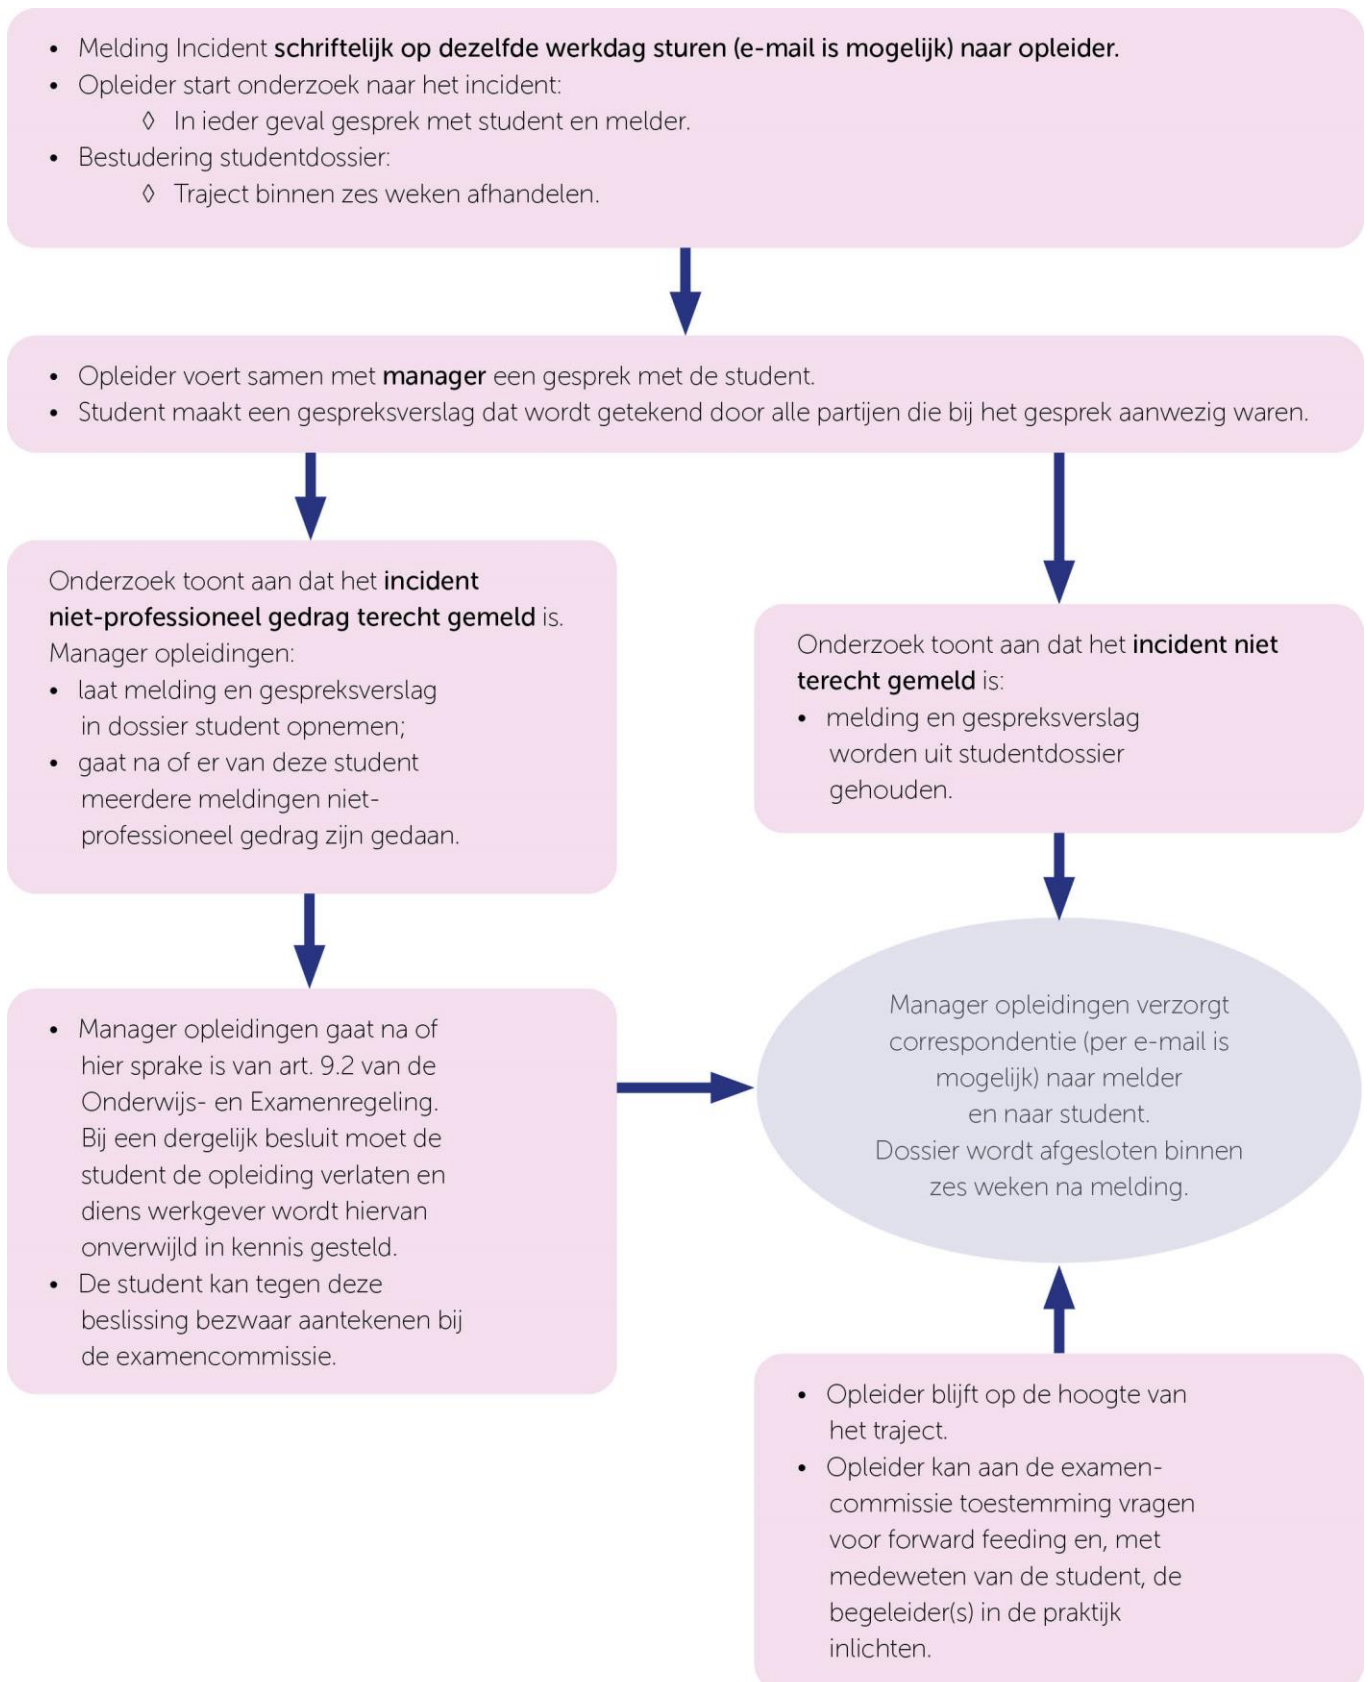 • Melding Incident schriftelijk op dezelfde werkdag sturen (e-mail is mogelijk) naar opleider.
• Opleider start onderzoek naar het incident:
◊ In ieder geval gesprek met student en melder.
• Bestudering studentdossier:
◊ Traject binnen zes weken afhandelen.
• Opleider voert samen met manager een gesprek met de student.
• Student maakt een gespreksverslag dat wordt getekend door alle partijen die bij het gesprek aanwezig waren.
Onderzoek toont aan dat het incident
niet-professioneel gedrag terecht gemeld is.
Manager opleidingen:
• laat melding en gespreksverslag
in dossier student opnemen;
• gaat na of er van deze student
meerdere meldingen niet-
professioneel gedrag zijn gedaan.
Onderzoek toont aan dat het incident niet
terecht gemeld is:
• melding en gespreksverslag
worden uit studentdossier
gehouden.
• Manager opleidingen gaat na of
hier sprake is van art. 9.2 van de
Onderwijs- en Examenregeling.
Bij een dergelijk besluit moet de
student de opleiding verlaten en
diens werkgever wordt hiervan
onverwijld in kennis gesteld.
• De student kan tegen deze
beslissing bezwaar aantekenen bij
de examencommissie.
Manager opleidingen verzorgt
correspondentie (per e-mail is
mogelijk) naar melder
en naar student.
Dossier wordt afgesloten binnen
zes weken na melding.
• Opleider blijft op de hoogte van
het traject.
• Opleider kan aan de examen-
commissie toestemming vragen
voor forward feeding en, met
medeweten van de student, de
begeleider(s) in de praktijk
inlichten.